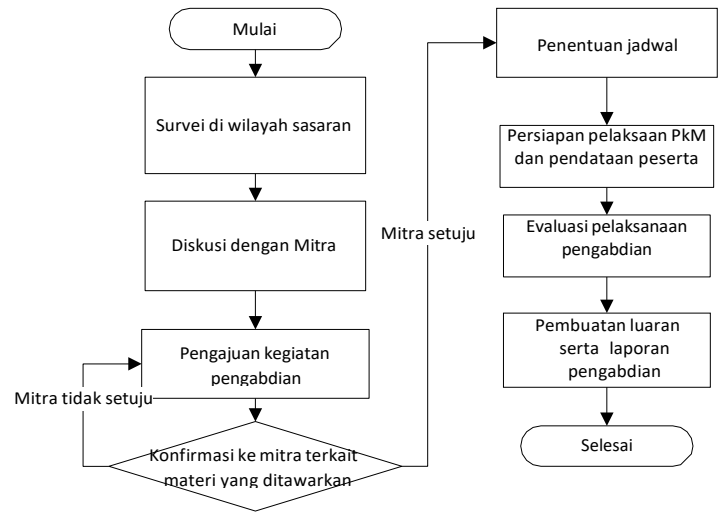 Mulai
Survei di wilayah sasaran
Diskusi dengan Mitra
Pengajuan kegiatan
pengabdian
Mitra tidak setuju
Konfirmasi ke mitra terkait
materi yang ditawarkan
Mitra setuju
Penentuan jadwal
Persiapan pelaksaan PkM
dan pendataan peserta
Evaluasi pelaksanaan
pengabdian
Pembuatan luaran
serta laporan
pengabdian
Selesai